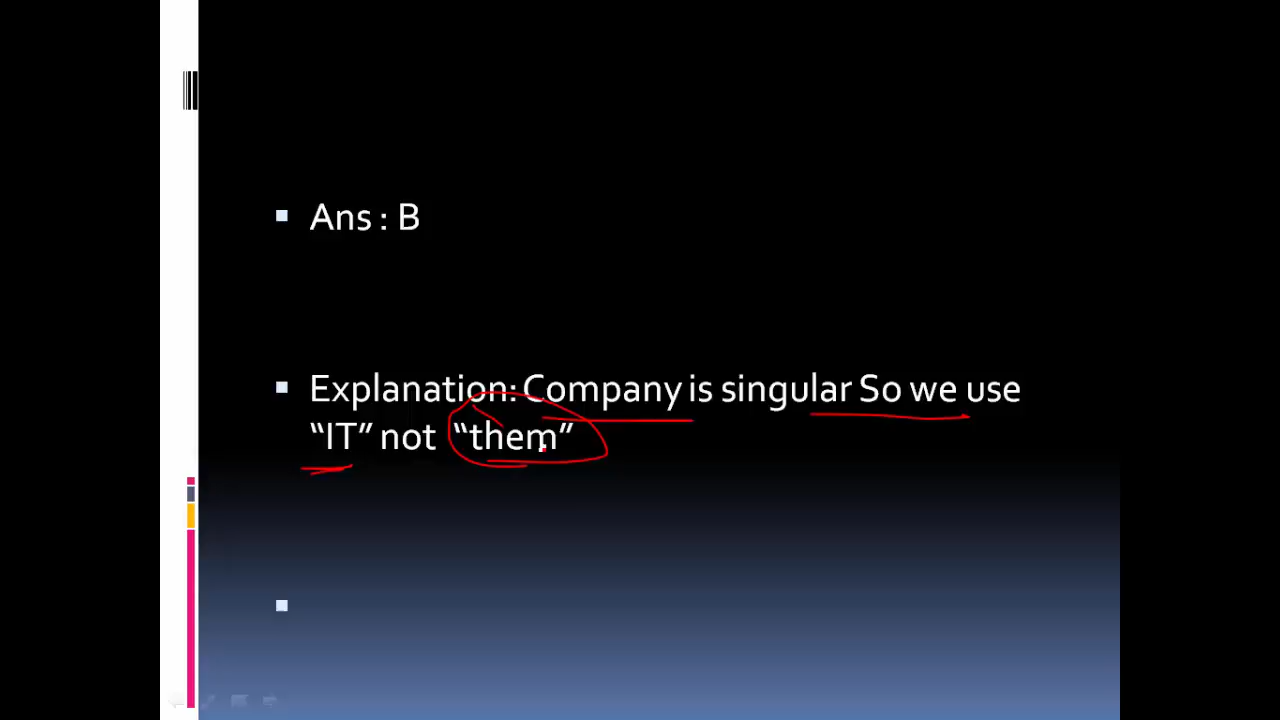 Ans : B
Explanation: Company is singular So we use
“IT” not “them”